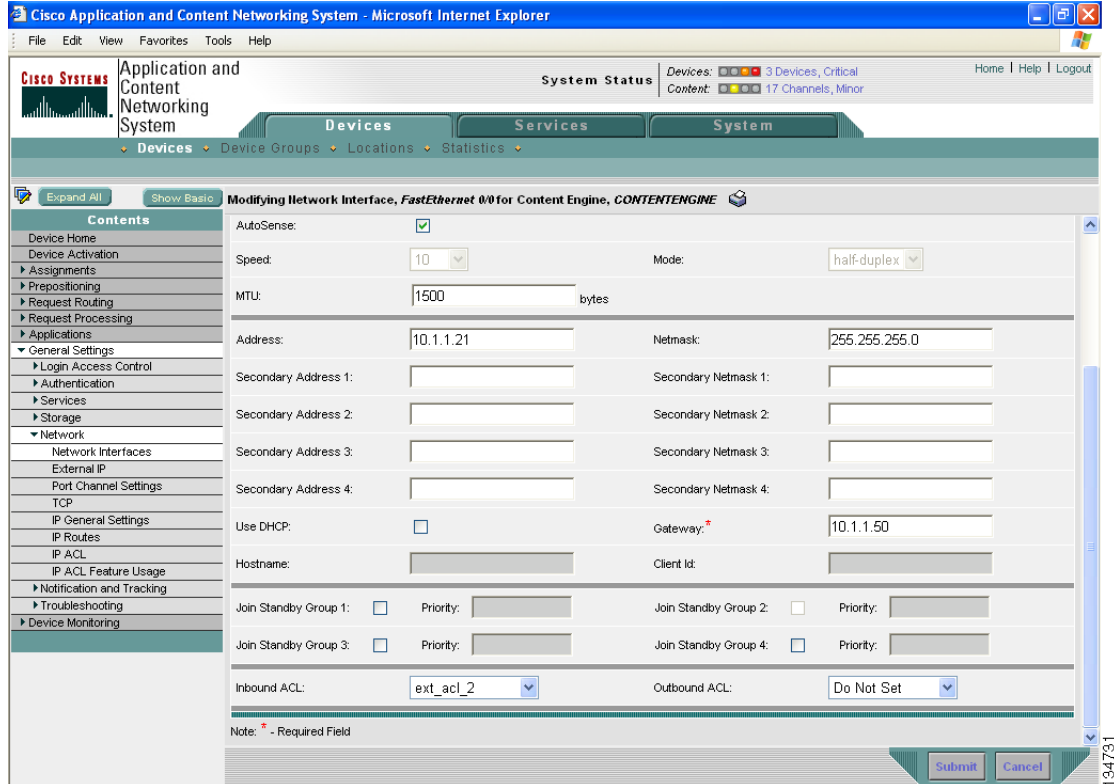 Cisco Application and Content Networking System - Microsoft Internet Explorer
File Edit View Favorites Tools Help
CISCO SYSTEMS
Application and
Content
Networking
System
System Status
Devices: 3 Devices, Critical
Content: 17 Channels, Minor
Home | Help | Logout
Devices Services System
Devices Device Groups Locations Statistics
Expand All Show Basic
Contents
Device Home
Device Activation
Assignments
Prepositioning
Request Routing
Request Processing
Applications
General Settings
Login Access Control
Authentication
Services
Storage
Network
Network Interfaces
External IP
Port Channel Settings
TCP
IP General Settings
IP Routes
IP ACL
IP ACL Feature Usage
Notification and Tracking
Troubleshooting
Device Monitoring
Modifying Network Interface, FastEthernet 0/0 for Content Engine, CONTENTENGINE
AutoSense:
Speed: 10 Mode: half-duplex
MTU: 1500 bytes
Address: 10.1.1.21 Netmask: 255.255.255.0
Secondary Address 1: Secondary Netmask 1:
Secondary Address 2: Secondary Netmask 2:
Secondary Address 3: Secondary Netmask 3:
Secondary Address 4: Secondary Netmask 4:
Use DHCP: Gateway:* 10.1.1.50
Hostname: Client Id:
Join Standby Group 1: Priority: Join Standby Group 2: Priority:
Join Standby Group 3: Priority: Join Standby Group 4: Priority:
Inbound ACL: ext_acl_2 Outbound ACL: Do Not Set
Note: * - Required Field
Submit Cancel
134731